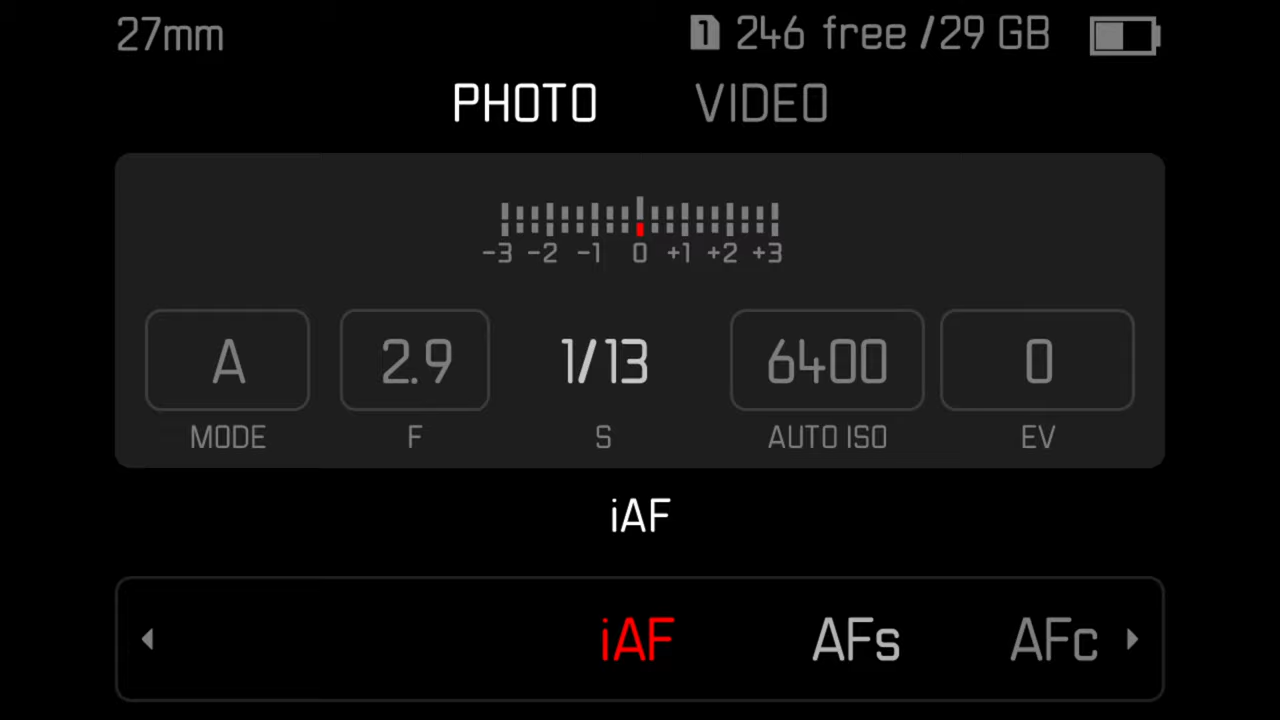 27mm 1 246 free /29 GB
PHOTO VIDEO
-3 -2 -1 0 +1 +2 +3
A 2.9 1/13 6400 0
MODE F S AUTO ISO EV
iAF
iAF AFs AFc